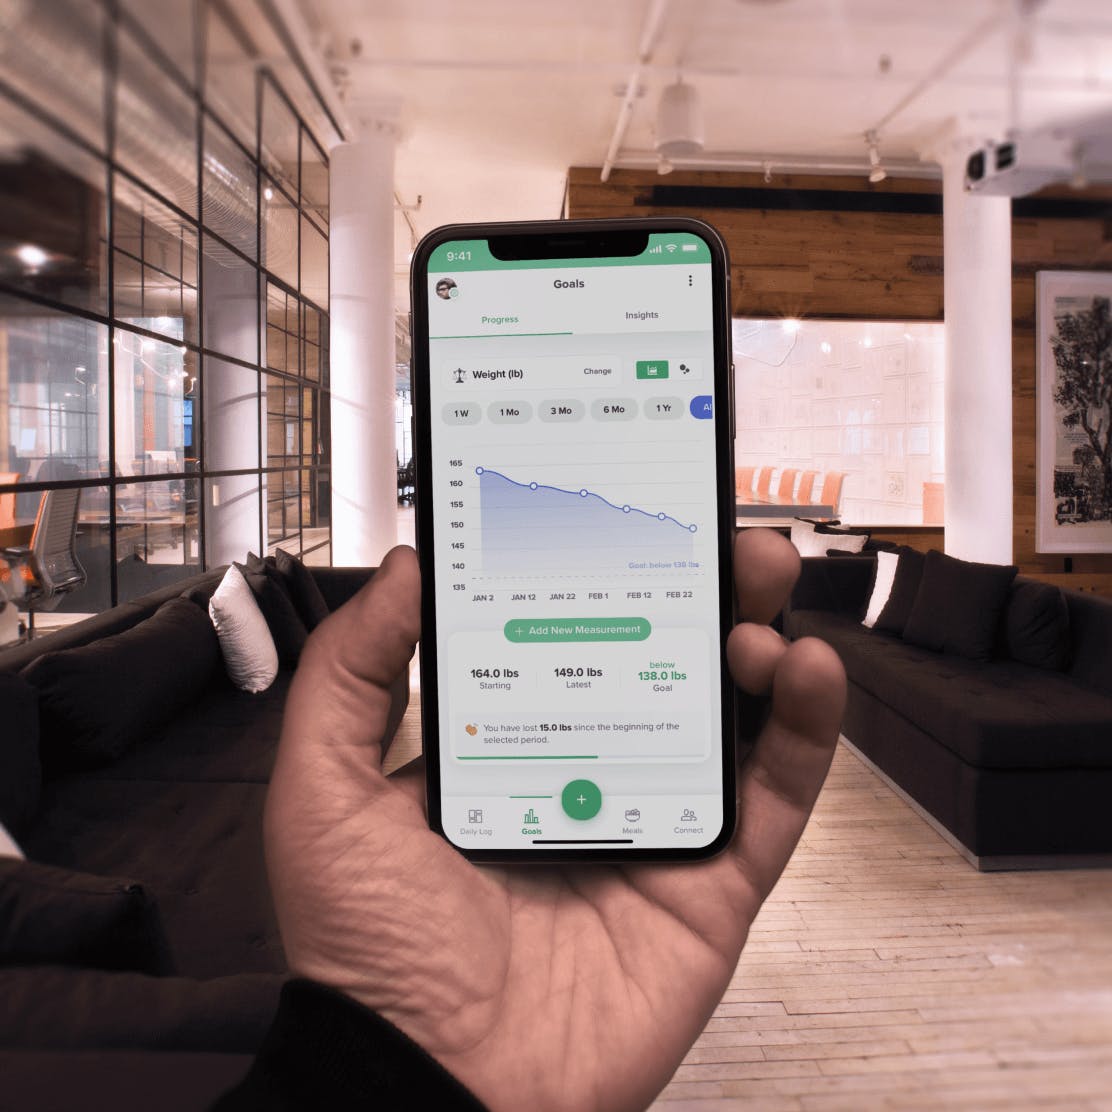 9:41
Goals
Progress Insights
Weight (lb) Change
1 W 1 Mo 3 Mo 6 Mo 1 Yr
165
160
155
150
145
140
Goal: below 138 lbs
135
JAN 2 JAN 12 JAN 22 FEB 1 FEB 12 FEB 22
+ Add New Measurement
below
164.0 lbs 149.0 lbs 138.0 lbs
Starting Latest Goal
You have lost 15.0 lbs since the beginning of the
selected period.
+
Daily Log Goals Meals Connect